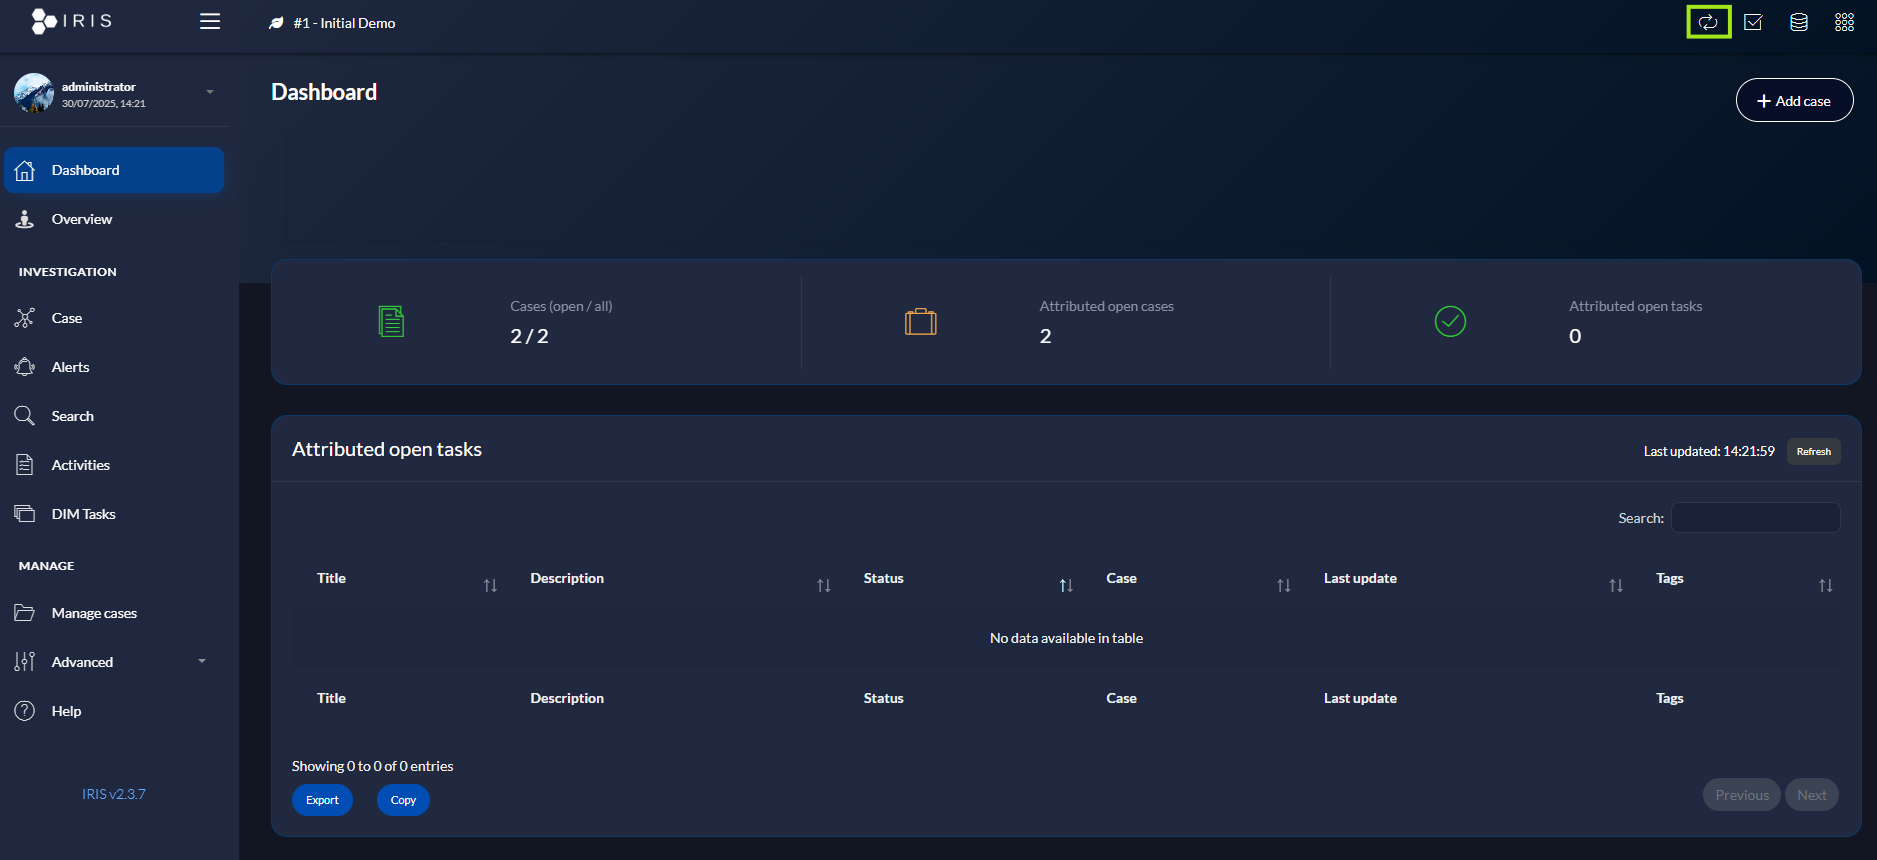 IRIS
#1 - Initial Demo
administrator
30/07/2025, 14:21
Dashboard
Add case
Dashboard
Overview
INVESTIGATION
Case
Alerts
Search
Activities
DIM Tasks
MANAGE
Manage cases
Advanced
Help
IRIS v2.3.7
Cases (open / all)
2 / 2
Attributed open cases
2
Attributed open tasks
0
Attributed open tasks
Last updated: 14:21:59
Refresh
Search:
Title Description Status Case Last update Tags
No data available in table
Title Description Status Case Last update Tags
Showing 0 to 0 of 0 entries
Export Copy
Previous Next